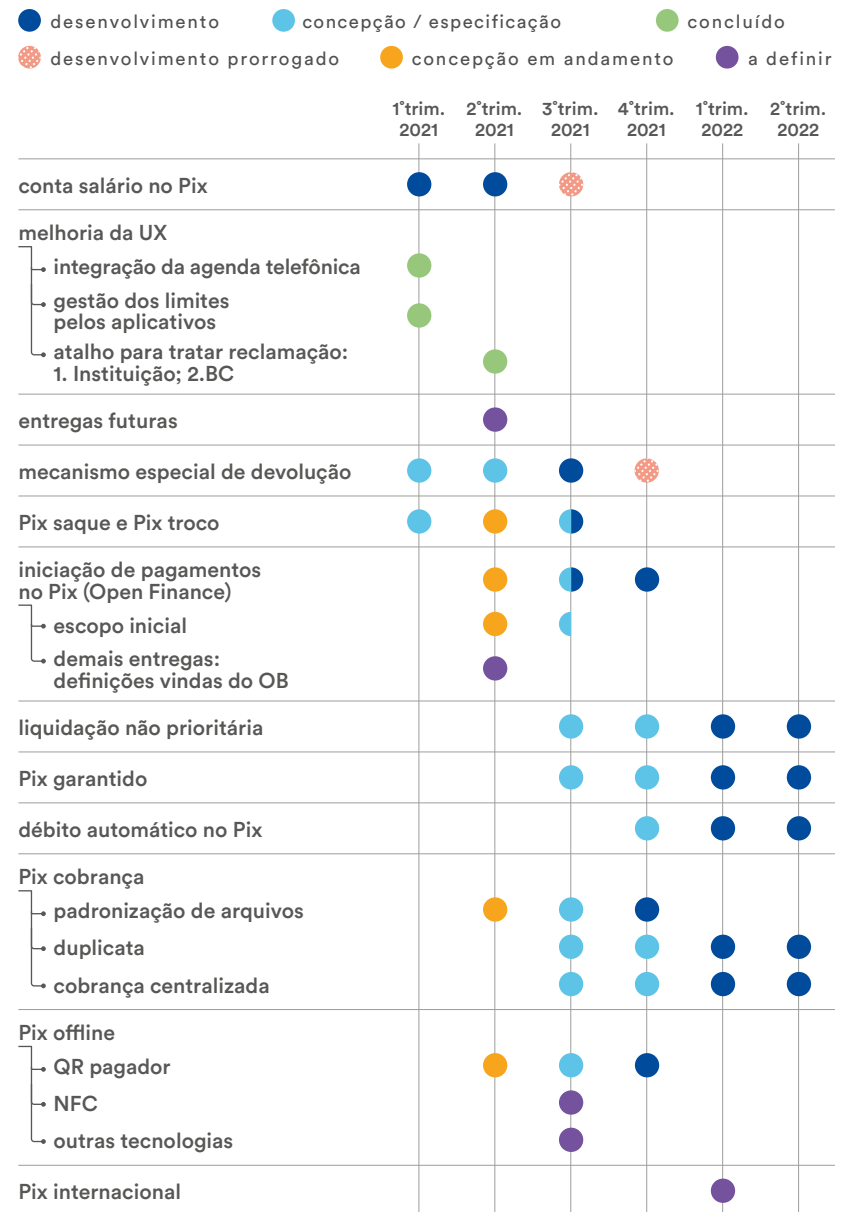 desenvolvimento
concepção / especificação
concluído
desenvolvimento prorrogado
concepção em andamento
a definir
1°trim. 2°trim. 3°trim. 4°trim. 1°trim. 2°trim.
2021 2021 2021 2021 2022 2022
conta salário no Pix
melhoria da UX
integração da agenda telefônica
gestão dos limites
pelos aplicativos
atalho para tratar reclamação:
1. Instituição; 2.BC
entregas futuras
mecanismo especial de devolução
Pix saque e Pix troco
iniciação de pagamentos
no Pix (Open Finance)
escopo inicial
demais entregas:
definições vindas do OB
liquidação não prioritária
Pix garantido
débito automático no Pix
Pix cobrança
padronização de arquivos
duplicata
cobrança centralizada
Pix offline
QR pagador
NFC
outras tecnologias
Pix internacional